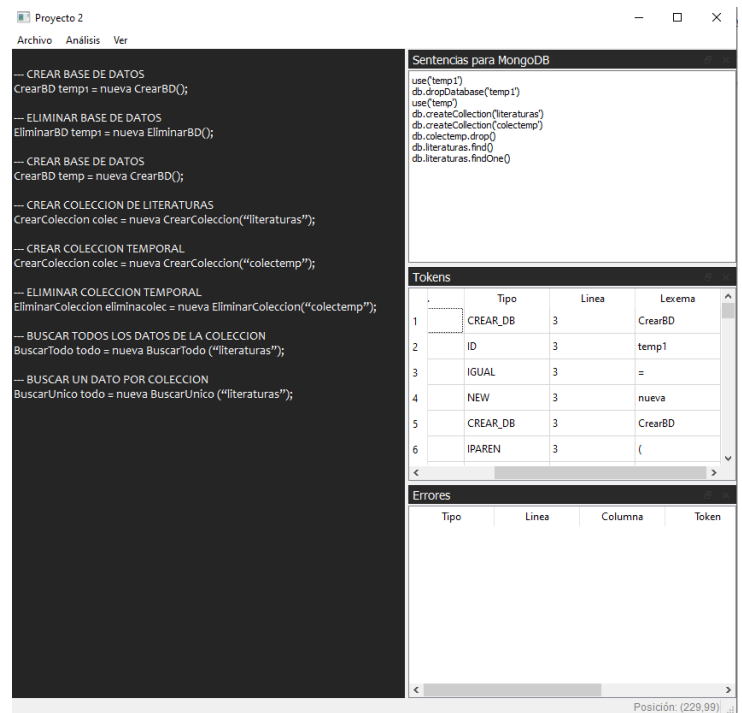 Proyecto 2
Archivo Análisis Ver
--- CREAR BASE DE DATOS
CrearBD temp1 = nueva CrearBD();
--- ELIMINAR BASE DE DATOS
EliminarBD temp1 = nueva EliminarBD();
--- CREAR BASE DE DATOS
CrearBD temp = nueva CrearBD();
--- CREAR COLECCION DE LITERATURAS
CrearColeccion colec = nueva CrearColeccion(“literaturas”);
--- CREAR COLECCION TEMPORAL
CrearColeccion colec = nueva CrearColeccion(“colectemp”);
--- ELIMINAR COLECCION TEMPORAL
EliminarColeccion eliminacolec = nueva EliminarColeccion(“colectemp”);
--- BUSCAR TODOS LOS DATOS DE LA COLECCION
BuscarTodo todo = nueva BuscarTodo (“literaturas”);
--- BUSCAR UN DATO POR COLECCION
BuscarUnico todo = nueva BuscarUnico (“literaturas”);
Sentencias para MongoDB
use('temp1')
db.dropDatabase('temp1')
use('temp')
db.createCollection('literaturas')
db.createCollection('colectemp')
db.colectemp.drop()
db.literaturas.find()
db.literaturas.findOne()
Tokens
Tipo Linea Lexema
1 CREAR_DB 3 CrearBD
2 ID 3 temp1
3 IGUAL 3 =
4 NEW 3 nueva
5 CREAR_DB 3 CrearBD
6 IPAREN 3 (
Errores
Tipo Linea Columna Token
Posición: (229,99)